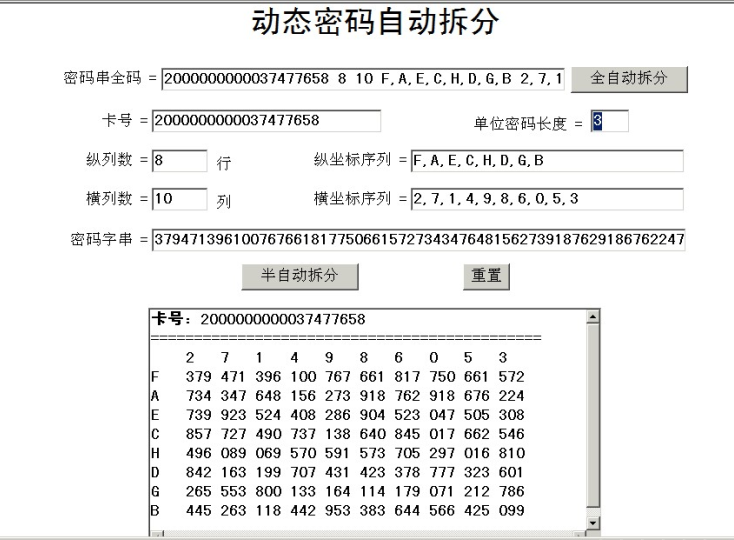 动态密码自动拆分
密码串全码 = 2000000000037477658 8 10 F,A,E,C,H,D,G,B 2,7,1 全自动拆分
卡号 = 2000000000037477658 单位密码长度 = 3
纵列数 = 8 行 纵坐标序列 = F,A,E,C,H,D,G,B
横列数 = 10 列 横坐标序列 = 2,7,1,4,9,8,6,0,5,3
密码字串 = 379471396100767661817750661572734347648156273918762918676224​7
半自动拆分 重置
卡号：2000000000037477658
=============================================
2 7 1 4 9 8 6 0 5 3
F 379 471 396 100 767 661 817 750 661 572
A 734 347 648 156 273 918 762 918 676 224
E 739 923 524 408 286 904 523 047 505 308
C 857 727 490 737 138 640 845 017 662 546
H 496 089 069 570 591 573 705 297 016 810
D 842 163 199 707 431 423 378 777 323 601
G 265 553 800 133 164 114 179 071 212 786
B 445 263 118 442 953 383 644 566 425 099